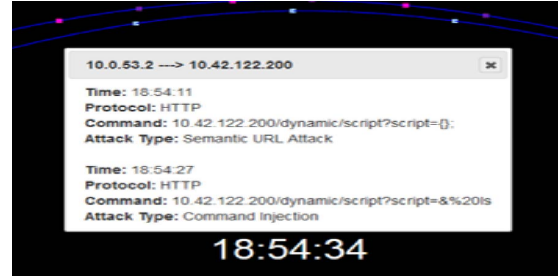 10.0.53.2 ---> 10.42.122.200
Time: 18:54:11
Protocol: HTTP
Command: 10.42.122.200/dynamic/script?script={};
Attack Type: Semantic URL Attack
Time: 18:54:27
Protocol: HTTP
Command: 10.42.122.200/dynamic/script?script=&%20ls
Attack Type: Command Injection
18:54:34